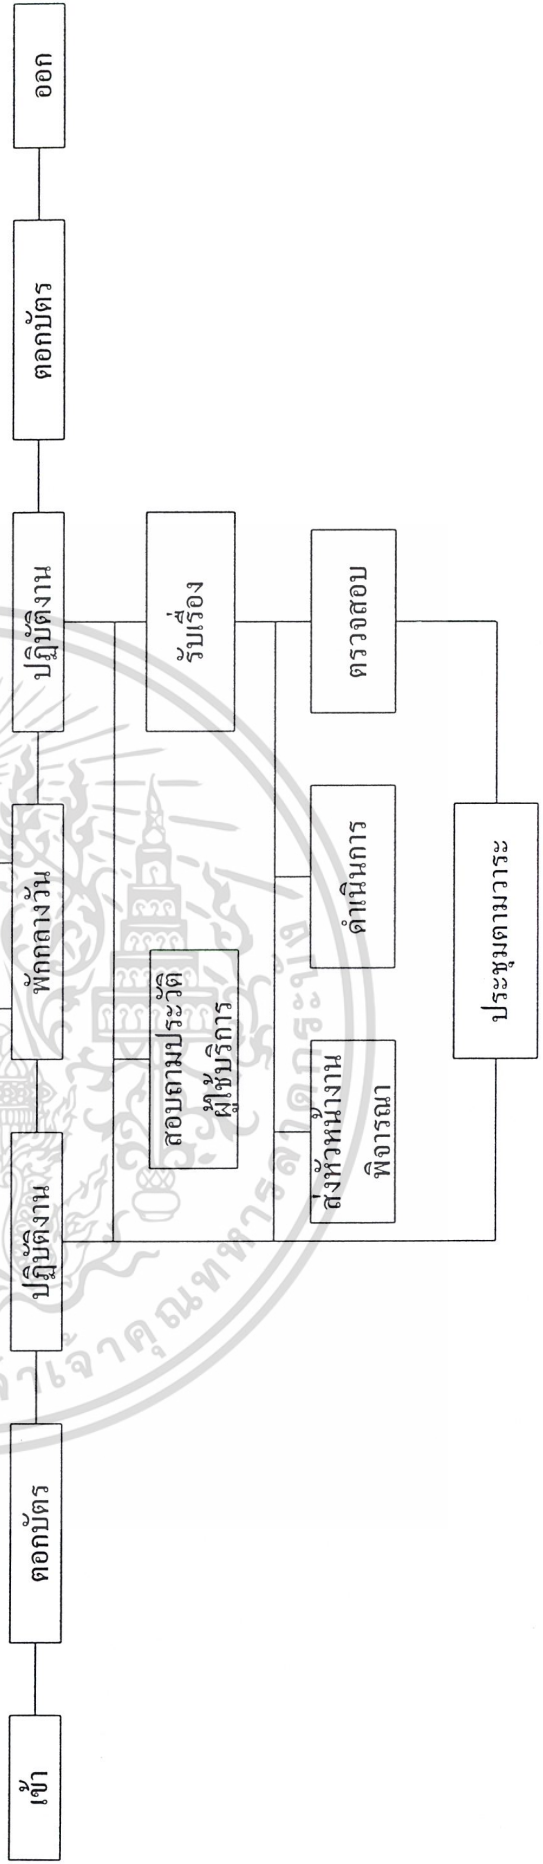 เข้า
ตอกบัตร
ปฏิบัติงาน
พักกลางวัน
ปฏิบัติงาน
ตอกบัตร
ออก
สอบถามประวัติ
ผู้ใช้บริการ
รับเรื่อง
ส่งหัวหน้างาน
พิจารณา
ดำเนินการ
ตรวจสอบ
ประชุมตามวาระ